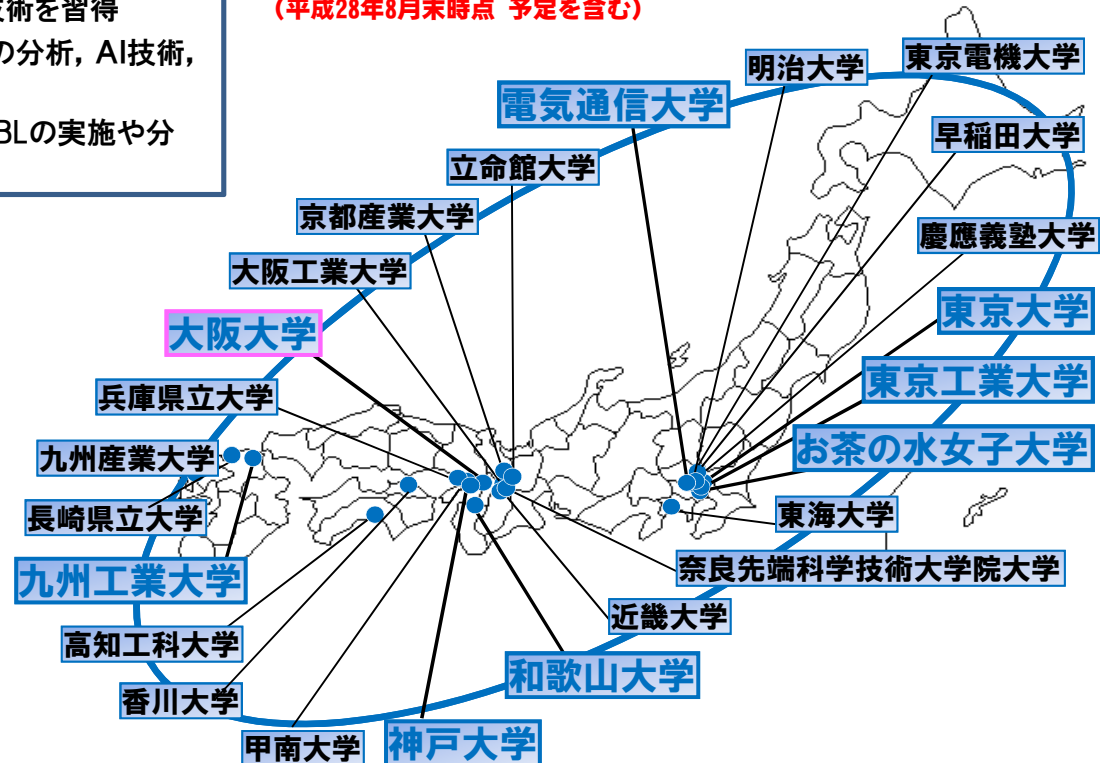 技術を習得
の分析，AI技術，
BLの実施や分
（平成28年8月末時点 予定を含む）
東京電機大学
明治大学
電気通信大学
早稲田大学
立命館大学
京都産業大学
慶應義塾大学
大阪工業大学
東京大学
大阪大学
東京工業大学
兵庫県立大学
お茶の水女子大学
九州産業大学
長崎県立大学
東海大学
奈良先端科学技術大学院大学
九州工業大学
近畿大学
高知工科大学
和歌山大学
香川大学
甲南大学
神戸大学